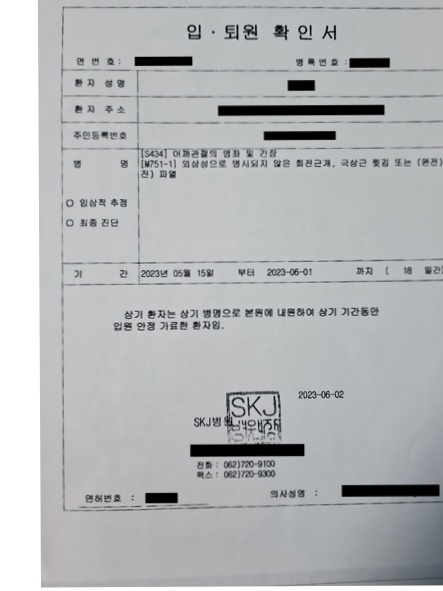 입 · 퇴원 확 인 서
연 번 호 :
병 록 번 호 :
환 자 성 명
환 자 주 소
주민등록번호
병 명
[S434] 어깨관절의 염좌 및 긴장
[M751-1] 외상성으로 명시되지 않은 회전근개, 극상근 찢김 또는 (완전)
전) 파열
○ 임상적 추정
○ 최종 진단
기 간 2023년 05월 15일 부터 2023-06-01 까지 ( 18 일간)
상기 환자는 상기 병명으로 본원에 내원하여 상기 기간동안
입원 안정 가료한 환자임.
2023-06-02
SKJ병원
SKJ
전화 : 062)720-9100
팩스 : 062)720-9300
면허번호 :
의사성명 :